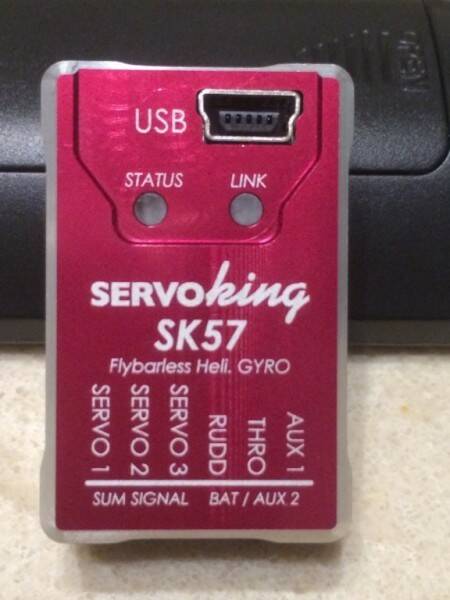 USB
STATUS LINK
SERVOking
SK57
Flybarless Heli. GYRO
SERVO 1
SERVO 2
SERVO 3
RUDD
THRO
AUX 1
SUM SIGNAL BAT / AUX 2